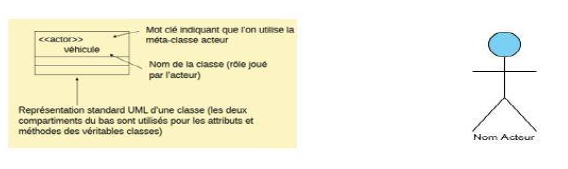 <<actor>>
véhicule
Mot clé indiquant que l'on utilise la
méta-classe acteur
Nom de la classe (rôle joué
par l'acteur)
Représentation standard UML d'une classe (les deux
compartiments du bas sont utilisés pour les attributs et
méthodes des véritables classes)
Nom Acteur